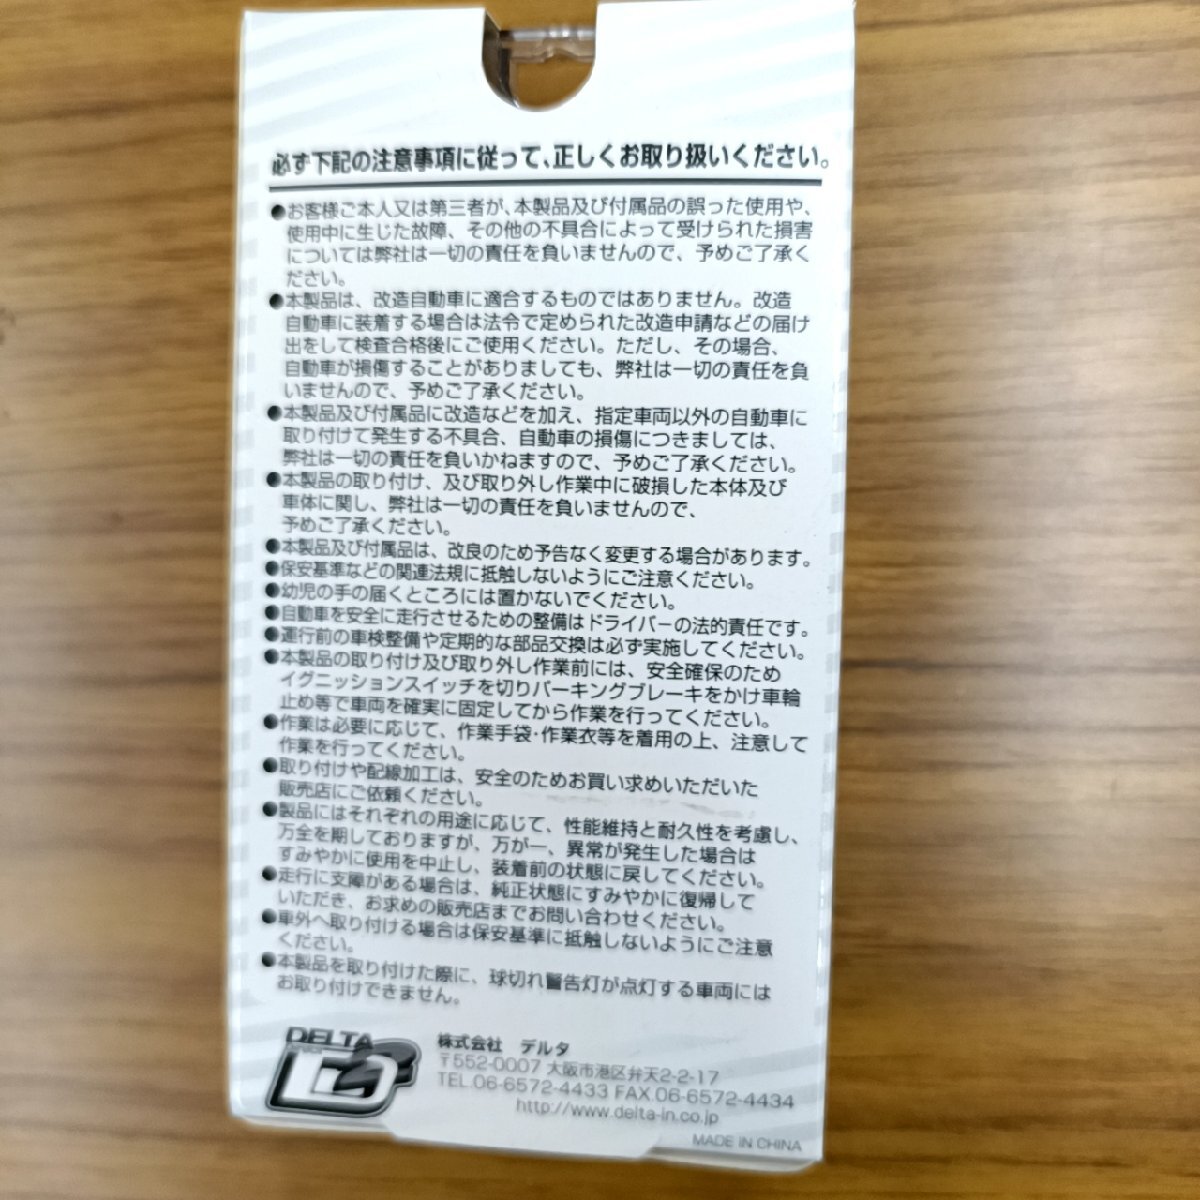 必ず下記の注意事項に従って、正しくお取り扱いください。
●お客様ご本人又は第三者が、本製品及び付属品の誤った使用や、
使用中に生じた故障、その他の不具合によって受けられた損害
については弊社は一切の責任を負いませんので、予めご了承く
ださい。
●本製品は、改造自動車に適合するものではありません。改造
自動車に装着する場合は法令で定められた改造申請などの届け
出をして検査合格後にご使用ください。ただし、その場合、
自動車が損傷することがありましても、弊社は一切の責任を負
いませんので、予めご了承ください。
●本製品及び付属品に改造などを加え、指定車両以外の自動車に
取り付けて発生する不具合、自動車の損傷につきましては、
弊社は一切の責任を負いかねますので、予めご了承ください。
●本製品の取り付け、及び取り外し作業中に破損した本体及び
車体に関し、弊社は一切の責任を負いませんので、
予めご了承ください。
●本製品及び付属品は、改良のため予告なく変更する場合があります。
●保安基準などの関連法規に抵触しないようにご注意ください。
●幼児の手の届くところには置かないでください。
●自動車を安全に走行させるための整備はドライバーの法的責任です。
●運行前の車検整備や定期的な部品交換は必ず実施してください。
●本製品の取り付け及び取り外し作業前には、安全確保のため
イグニッションスイッチを切りパーキングブレーキをかけ車輪
止め等で車両を確実に固定してから作業を行ってください。
●作業は必要に応じて、作業手袋・作業衣等を着用の上、注意して
作業を行ってください。
●取り付けや配線加工は、安全のためお買い求めいただいた
販売店にご依頼ください。
●製品にはそれぞれの用途に応じて、性能維持と耐久性を考慮し、
万全を期しておりますが、万が一、異常が発生した場合は
すみやかに使用を中止し、装着前の状態に戻してください。
●走行に支障がある場合は、純正状態にすみやかに復帰して
いただき、お求めの販売店までお問い合わせください。
●車外へ取り付ける場合は保安基準に抵触しないようにご注意
ください。
●本製品を取り付けた際に、球切れ警告灯が点灯する車両には
お取り付けできません。
DELTA
D2
株式会社 デルタ
〒552-0007 大阪市港区弁天2-2-17
TEL.06-6572-4433 FAX.06-6572-4434
http://www.delta-in.co.jp
MADE IN CHINA